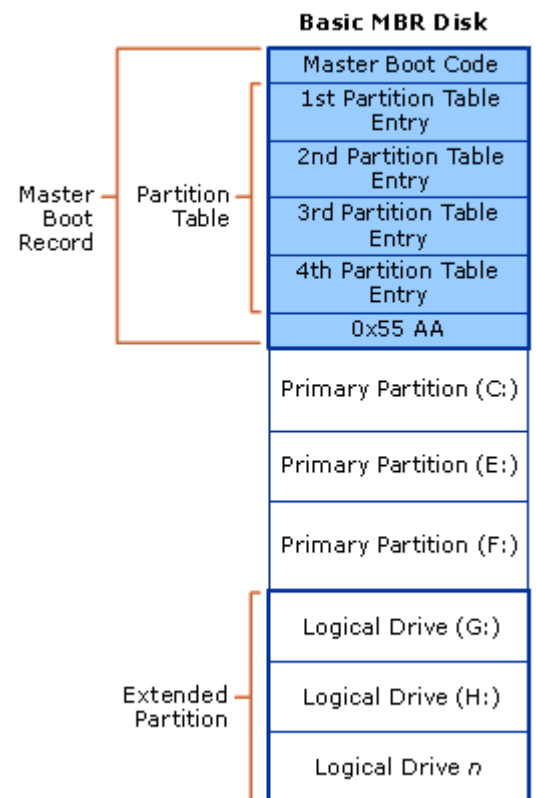 Basic MBR Disk
Master Boot Code
1st Partition Table
Entry
2nd Partition Table
Entry
3rd Partition Table
Entry
4th Partition Table
Entry
0x55 AA
Master
Boot
Record
Partition
Table
Primary Partition (C:)
Primary Partition (E:)
Primary Partition (F:)
Logical Drive (G:)
Logical Drive (H:)
Logical Drive n
Extended
Partition